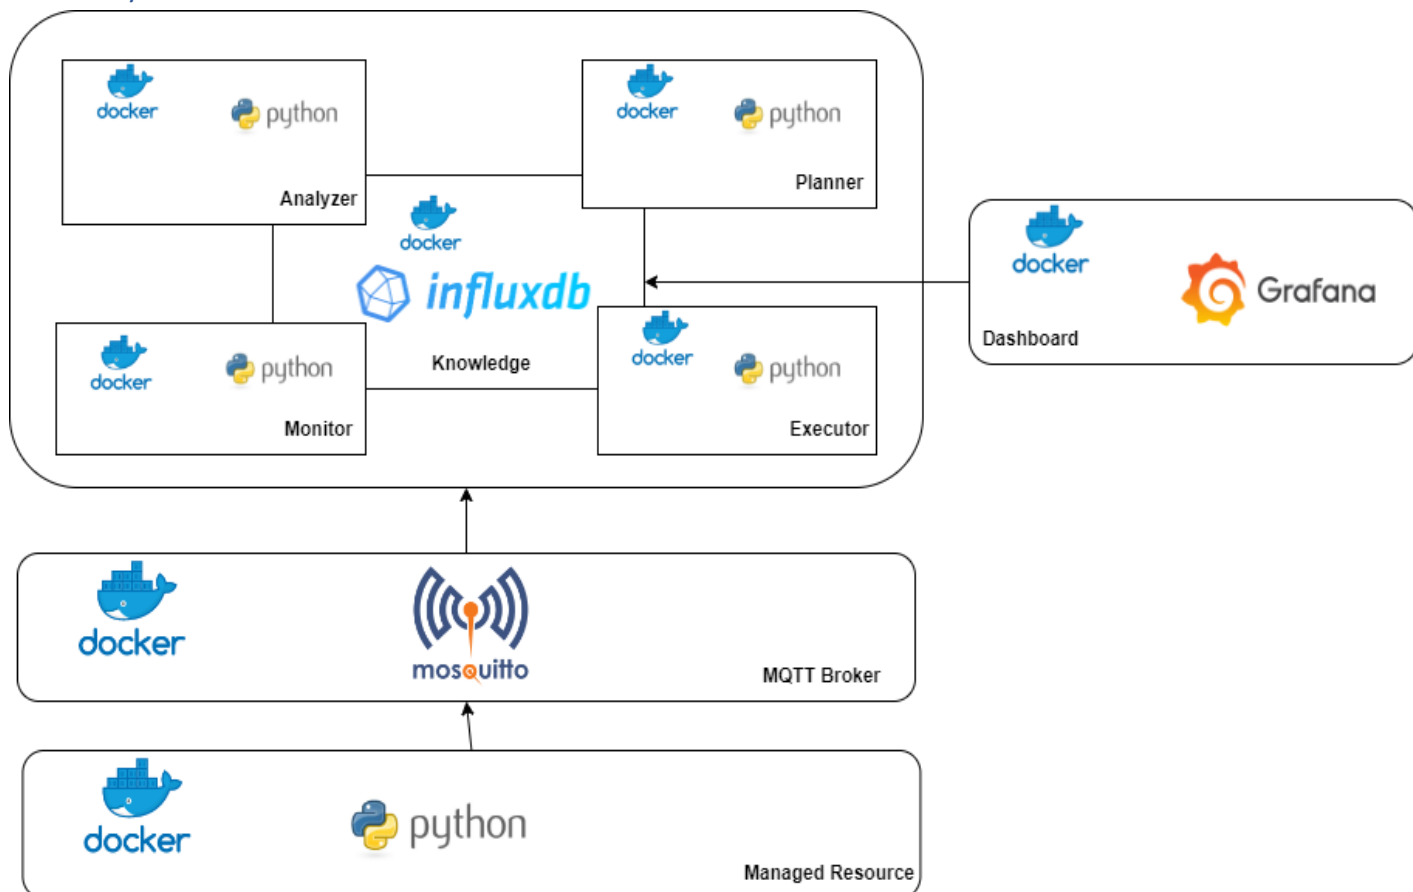 docker
python
Analyzer
docker
python
Planner
docker
influxdb
Knowledge
docker
python
Monitor
docker
python
Executor
docker
Grafana
Dashboard
docker
mosquitto
MQTT Broker
docker
python
Managed Resource